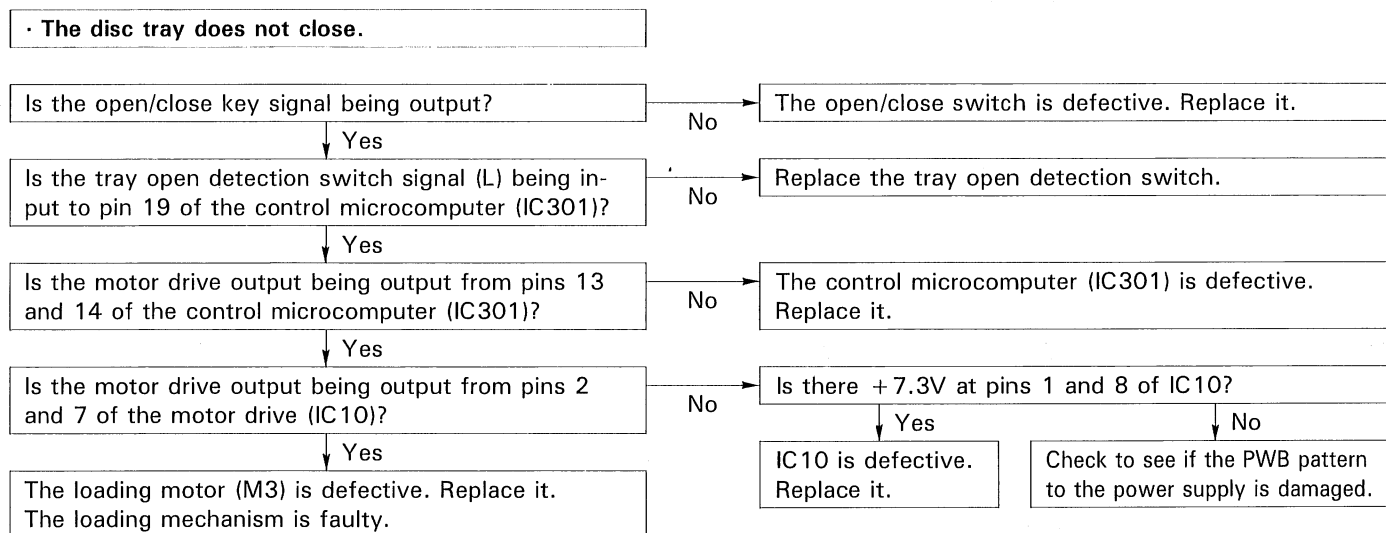 · The disc tray does not close.
Is the open/close key signal being output?
No
The open/close switch is defective. Replace it.
Yes
Is the tray open detection switch signal (L) being in-
put to pin 19 of the control microcomputer (IC301)?
No
Replace the tray open detection switch.
Yes
Is the motor drive output being output from pins 13
and 14 of the control microcomputer (IC301)?
No
The control microcomputer (IC301) is defective.
Replace it.
Yes
Is the motor drive output being output from pins 2
and 7 of the motor drive (IC10)?
No
Is there +7.3V at pins 1 and 8 of IC10?
Yes
IC10 is defective.
Replace it.
No
Check to see if the PWB pattern
to the power supply is damaged.
Yes
The loading motor (M3) is defective. Replace it.
The loading mechanism is faulty.